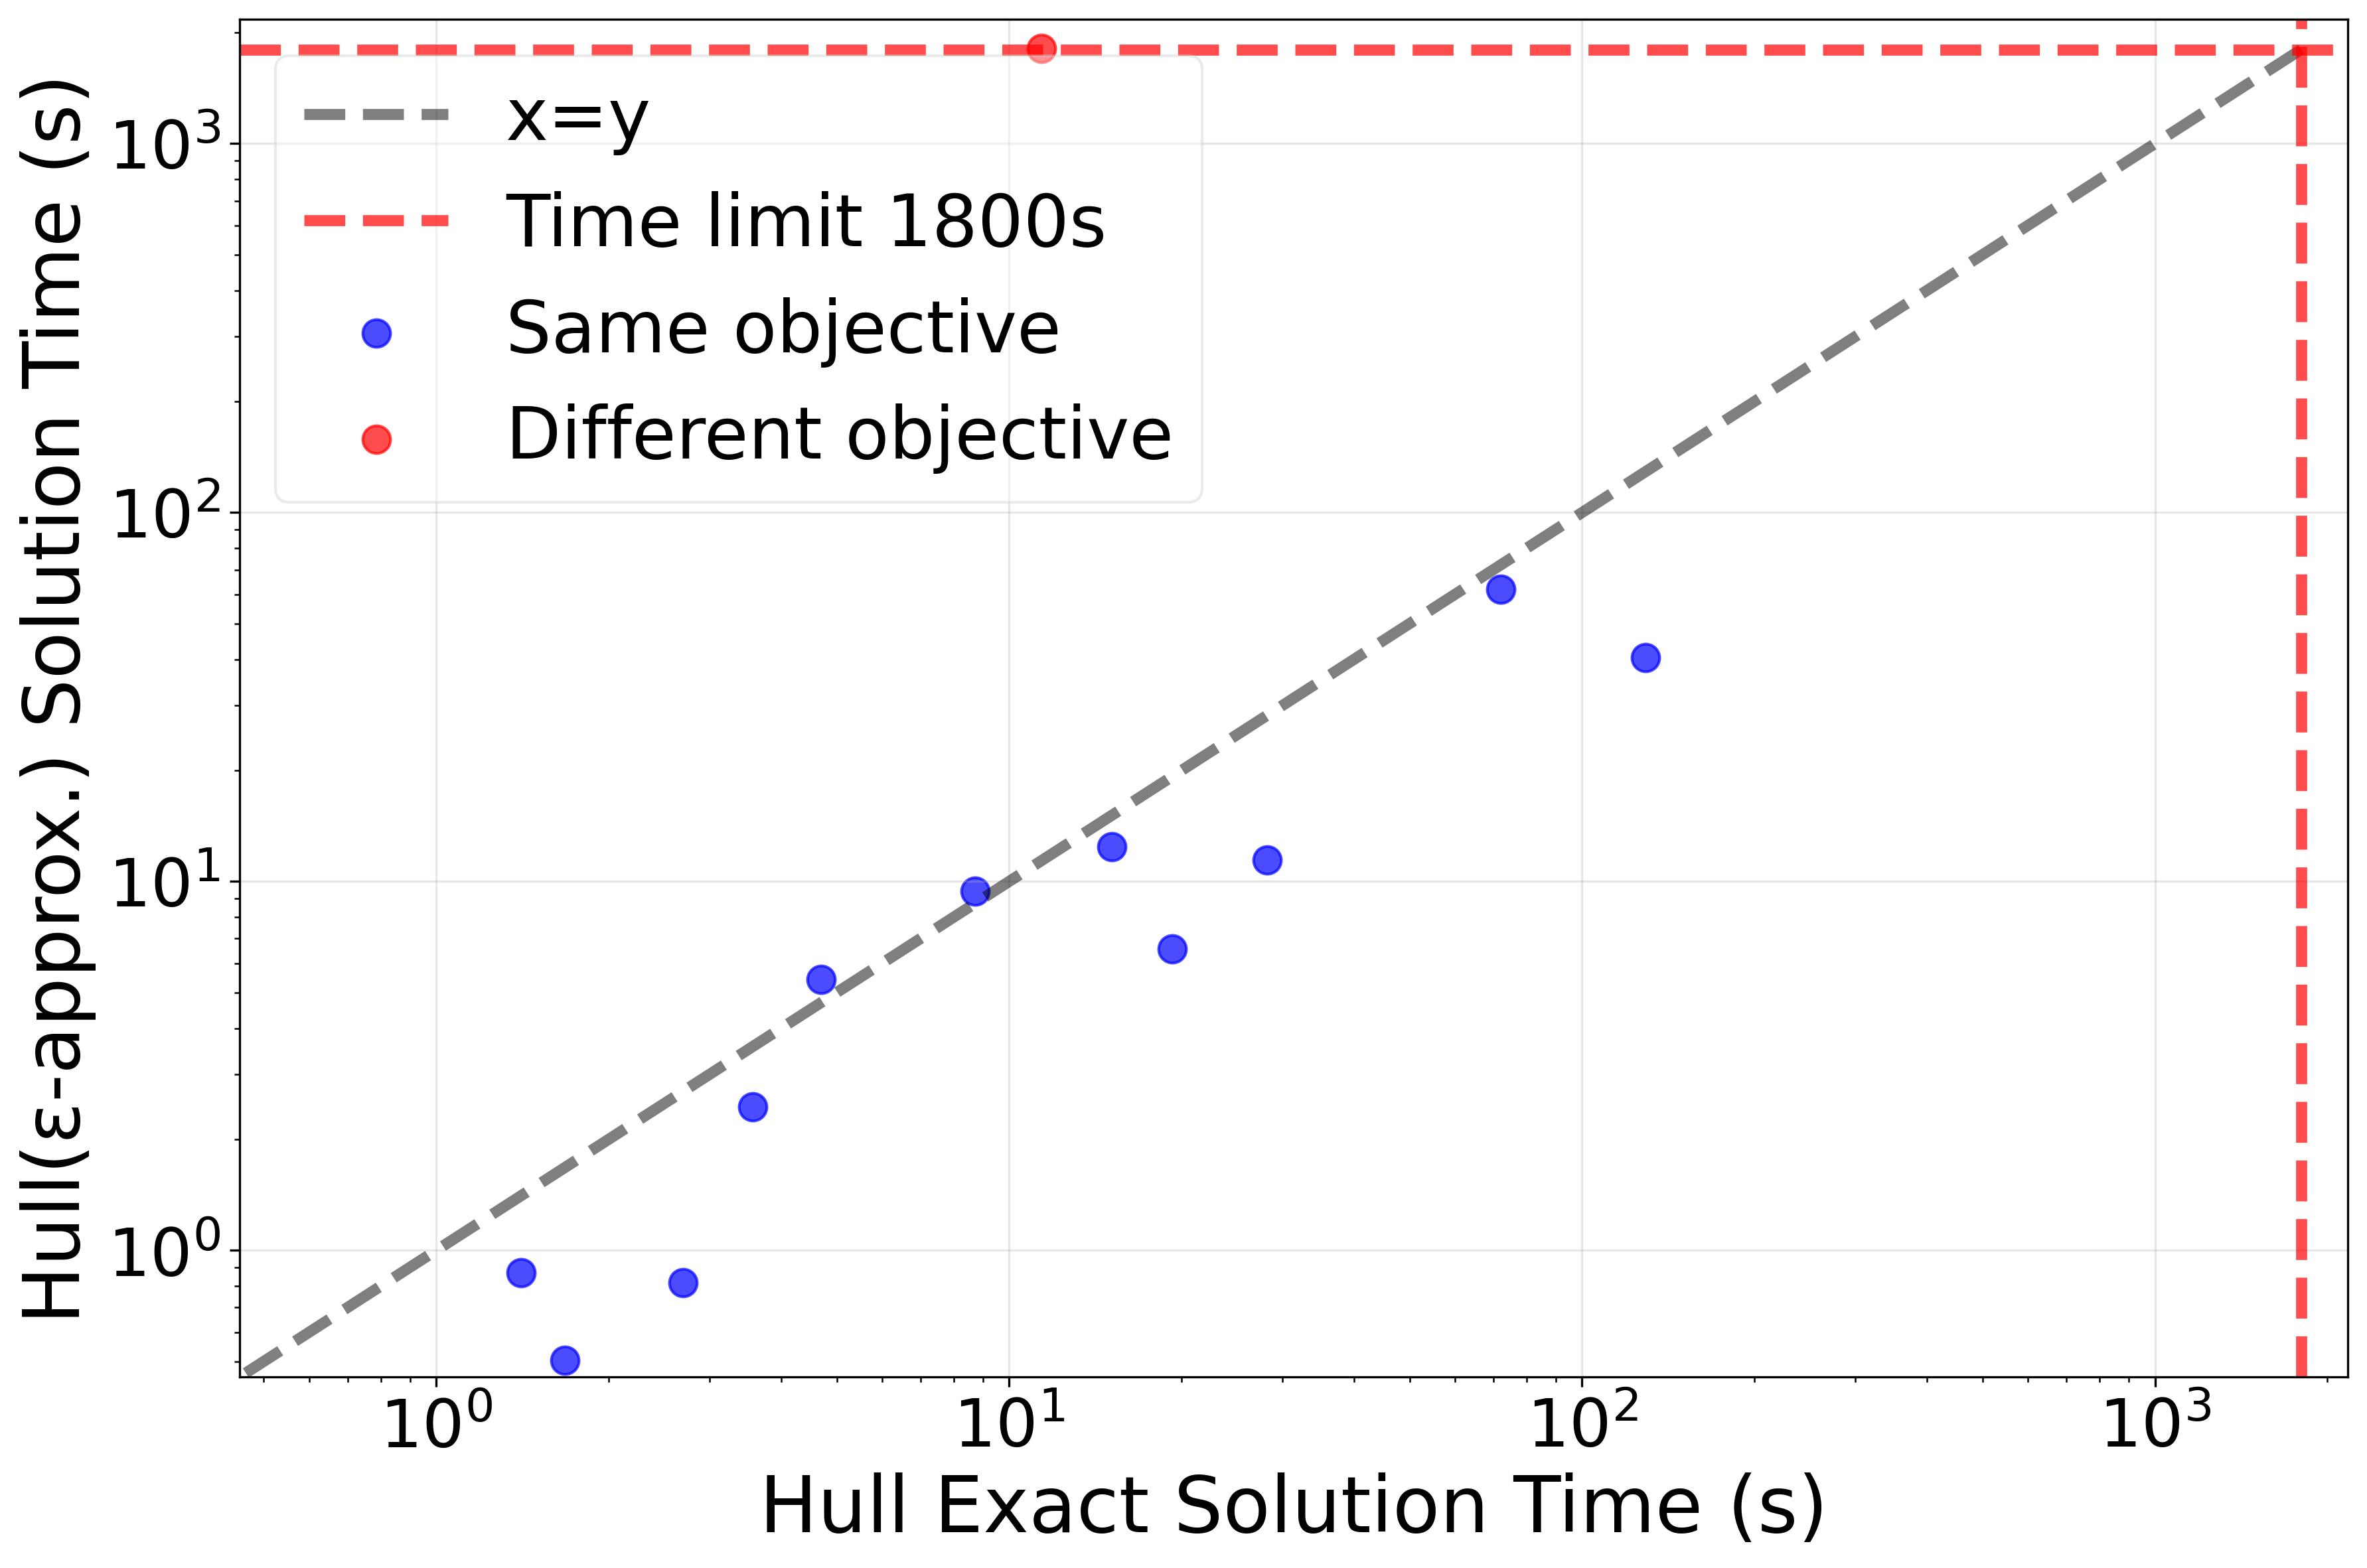 Hull(ε-approx.) Solution Time (s)
10³
10²
10¹
10⁰
x=y
Time limit 1800s
Same objective
Different objective
10⁰ 10¹ 10² 10³
Hull Exact Solution Time (s)